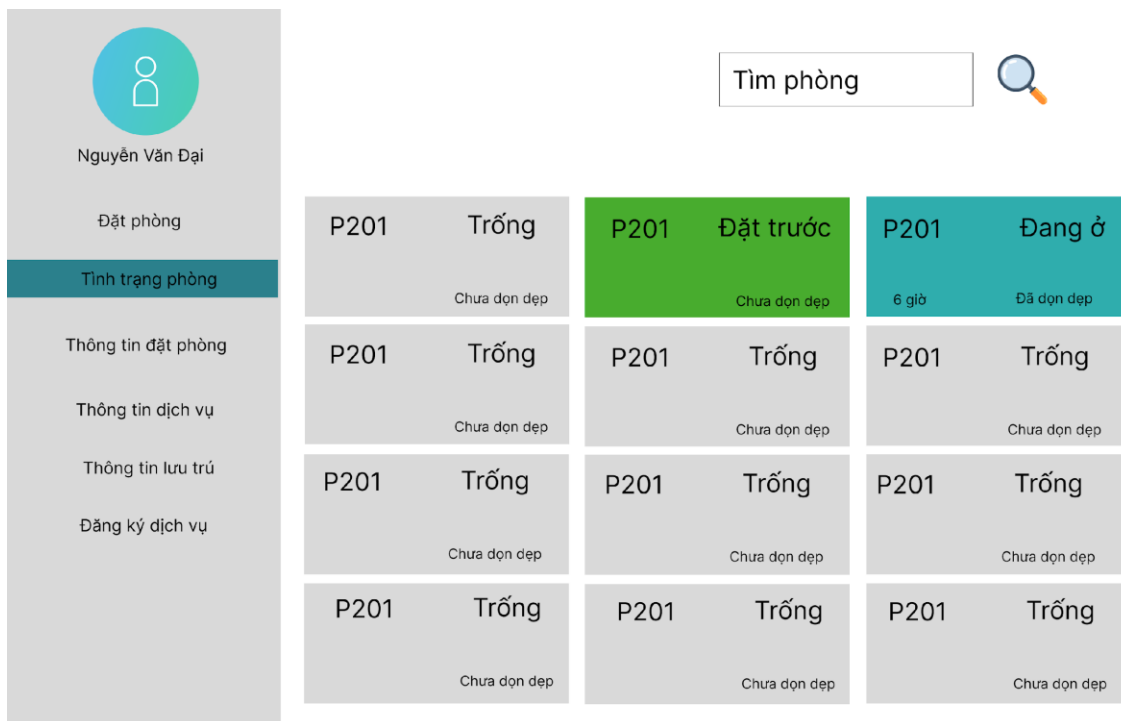 Nguyễn Văn Đại
Đặt phòng
Tình trạng phòng
Thông tin đặt phòng
Thông tin dịch vụ
Thông tin lưu trú
Đăng ký dịch vụ
Tìm phòng
P201 Trống
Chưa dọn dẹp
P201 Đặt trước
Chưa dọn dẹp
P201 Đang ở
6 giờ Đã dọn dẹp
P201 Trống
Chưa dọn dẹp
P201 Trống
Chưa dọn dẹp
P201 Trống
Chưa dọn dẹp
P201 Trống
Chưa dọn dẹp
P201 Trống
Chưa dọn dẹp
P201 Trống
Chưa dọn dẹp
P201 Trống
Chưa dọn dẹp
P201 Trống
Chưa dọn dẹp
P201 Trống
Chưa dọn dẹp